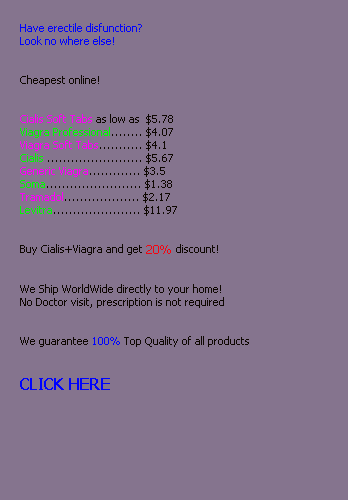 Have erectile disfunction?
Look no where else!
Cheapest online!
Cialis Soft Tabs as low as $5.78
Viagra Professional........ $4.07
Viagra Soft Tabs........... $4.1
Cialis ........................ $5.67
Generic Viagra............. $3.5
Soma........................ $1.38
Tramadol................... $2.17
Levitra...................... $11.97
Buy Cialis+Viagra and get 20% discount!
We Ship WorldWide directly to your home!
No Doctor visit, prescription is not required
We guarantee 100% Top Quality of all products
CLICK HERE